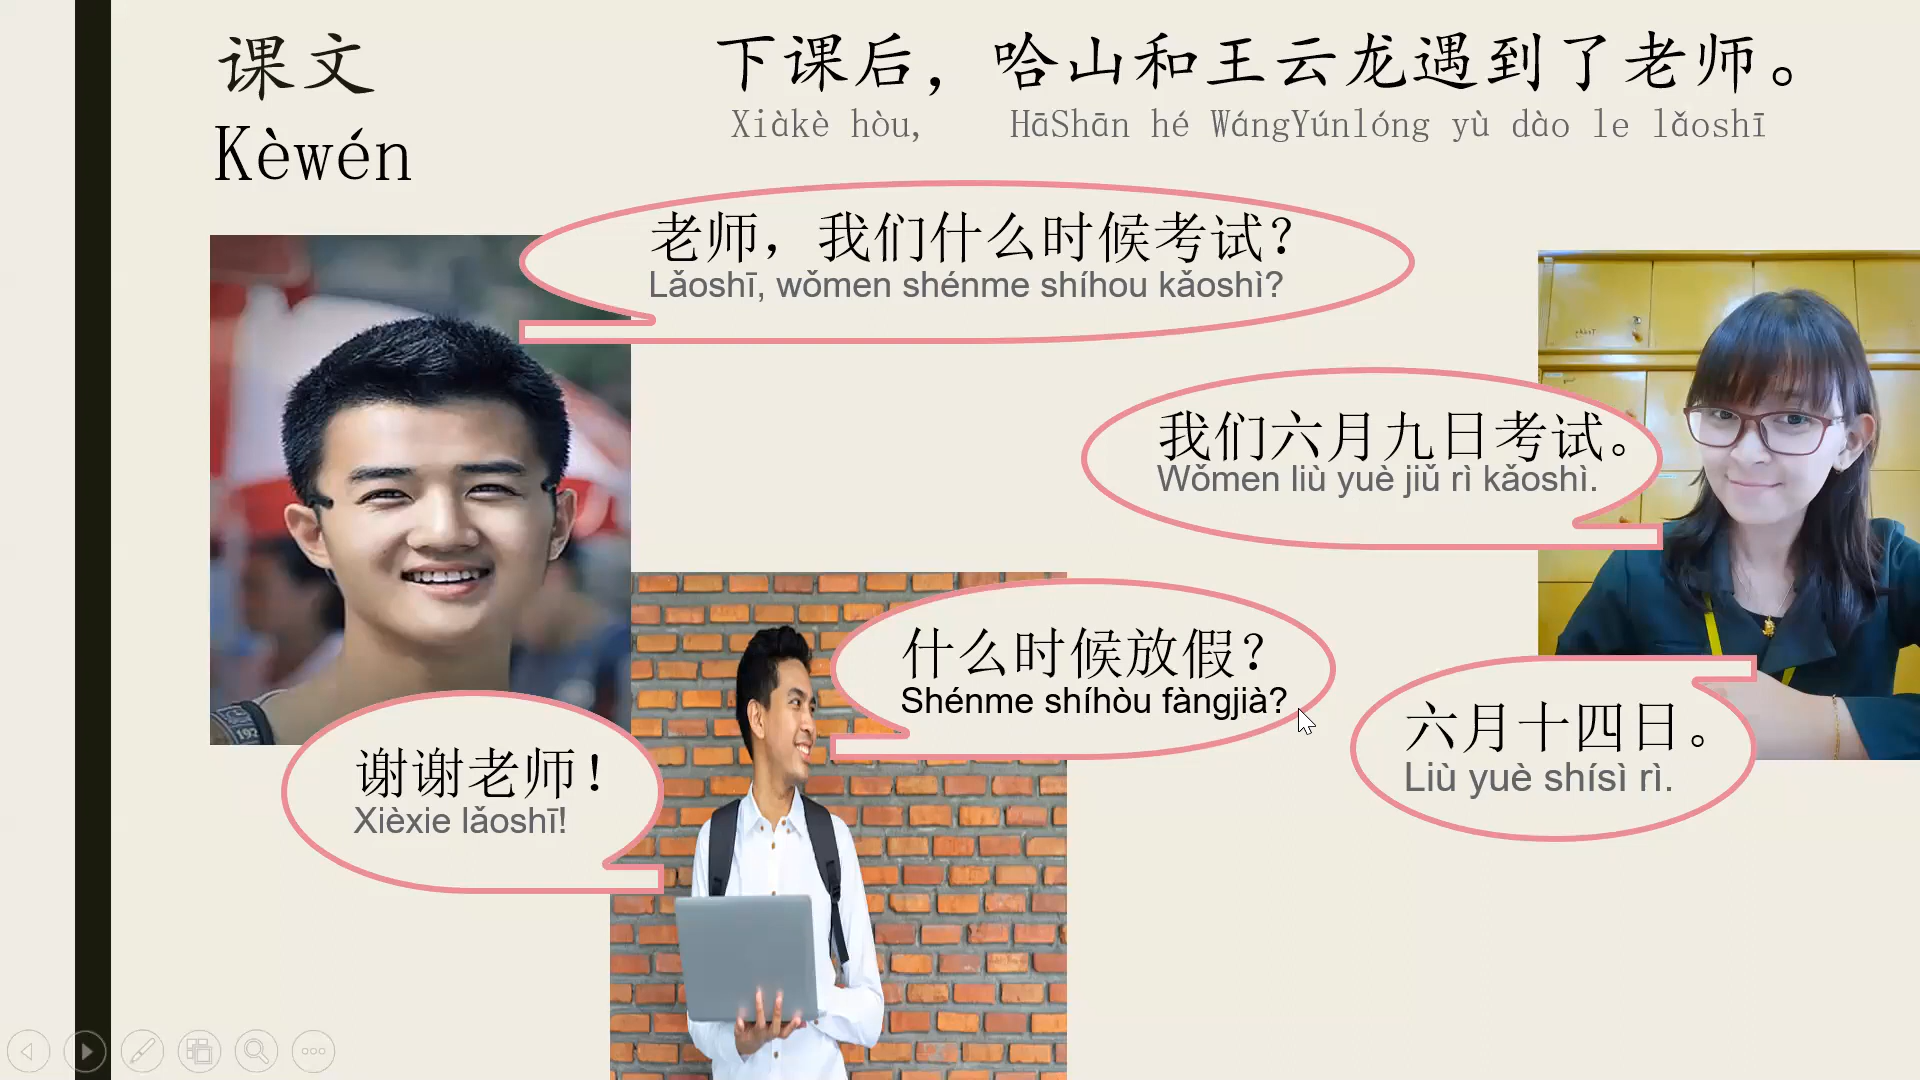 课文
Kèwén
下课后，哈山和王云龙遇到了老师。
Xiàkè hòu, HāShān hé WángYúnlóng yù dào le lǎoshī
老师，我们什么时候考试？
Lǎoshī, wǒmen shénme shíhou kǎoshì?
我们六月九日考试。
Wǒmen liù yuè jiǔ rì kǎoshì.
什么时候放假？
Shénme shíhòu fàngjià?
六月十四日。
Liù yuè shísì rì.
谢谢老师！
Xièxie lǎoshī!
192